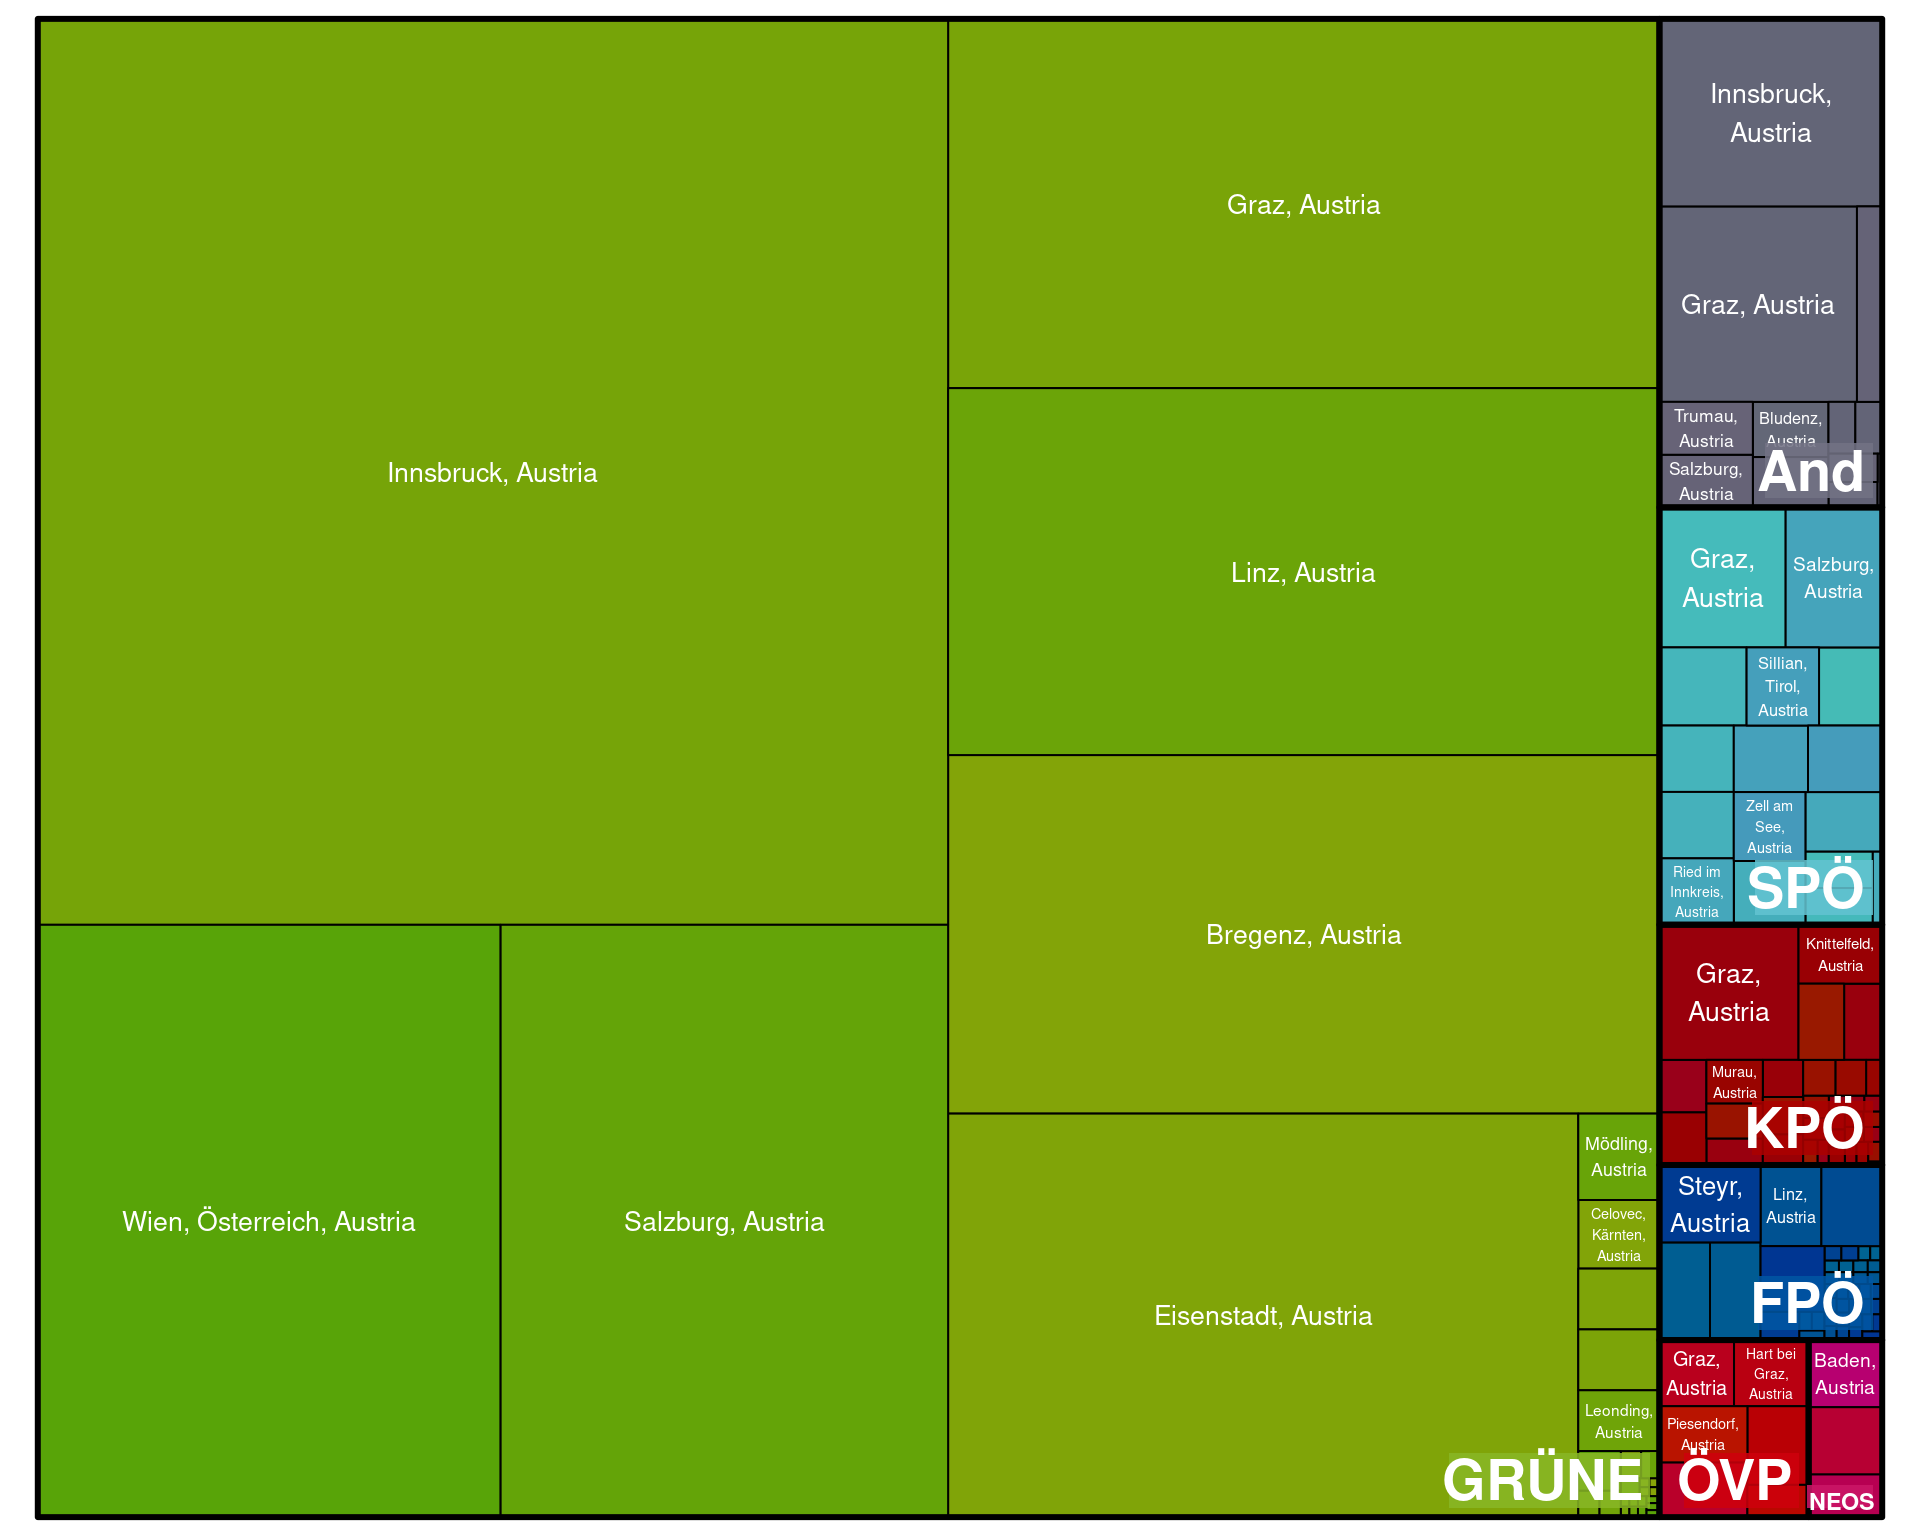 Innsbruck, Austria
Wien, Österreich, Austria
Salzburg, Austria
Graz, Austria
Linz, Austria
Bregenz, Austria
Eisenstadt, Austria
Mödling,
Austria
Celovec,
Kärnten,
Austria
Leonding,
Austria
GRÜNE
Innsbruck,
Austria
Graz, Austria
Trumau,
Austria
Bludenz,
Austria
Salzburg,
Austria
And
Graz,
Austria
Salzburg,
Austria
Sillian,
Tirol,
Austria
Zell am
See,
Austria
Ried im
Innkreis,
Austria
SPÖ
Graz,
Austria
Knittelfeld,
Austria
Murau,
Austria
KPÖ
Steyr,
Austria
Linz,
Austria
FPÖ
Graz,
Austria
Hart bei
Graz,
Austria
Piesendorf,
Austria
ÖVP
Baden,
Austria
NEOS